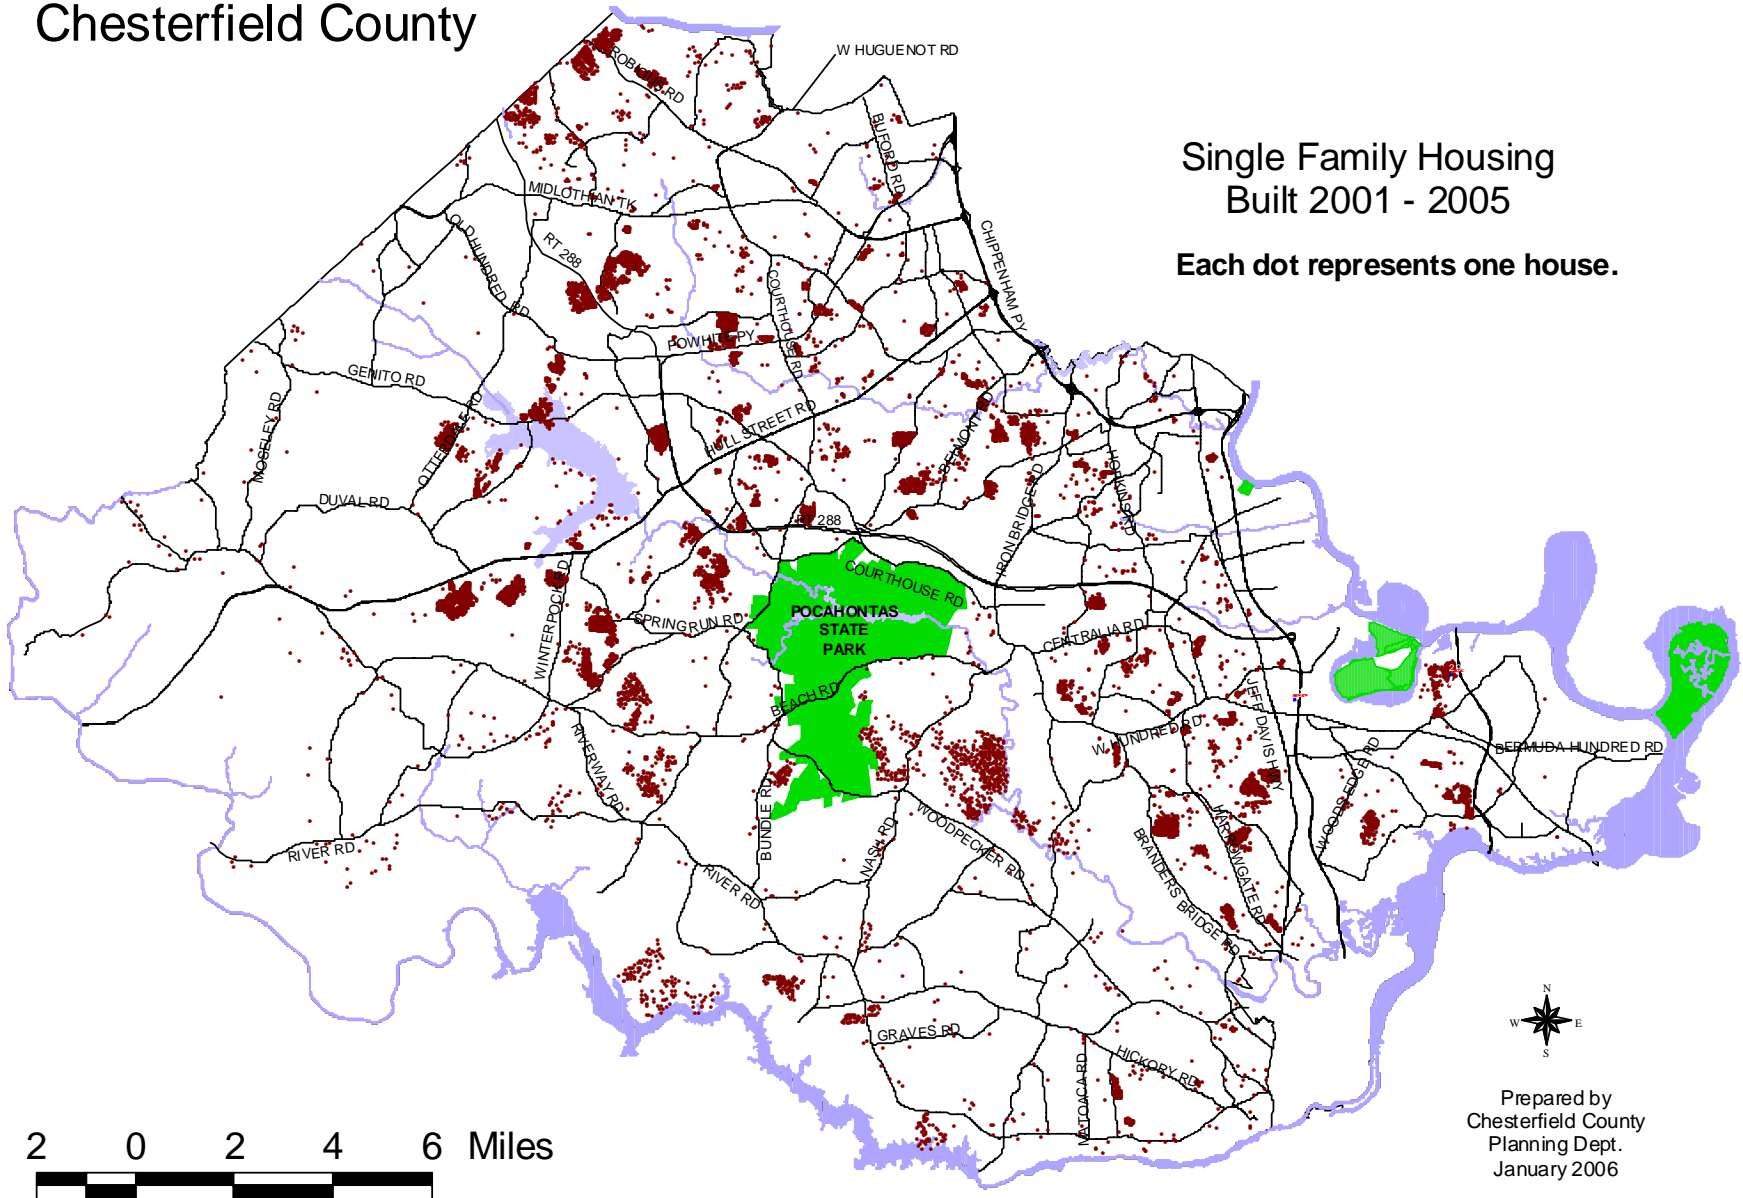 Chesterfield County
W HUGUENOT RD
ROBIOUS RD
BUFORD RD
Single Family Housing
Built 2001 - 2005
Each dot represents one house.
MIDLOTHIAN TK
OLD HUNDRED RD
RT 288
CHIPPENHAM PY
COURTHOUSE RD
POWHITE PY
GENITO RD
MOSELEY RD
OTTERDALE RD
HULL STREET RD
BELMONT RD
HOPKINS RD
IRON BRIDGE RD
DUVAL RD
RT 288
COURTHOUSE RD
POCAHONTAS
STATE
PARK
WINTERPOCK RD
SPRING RUN RD
CENTRALIA RD
BEACH RD
JEFF DAVIS HWY
W. HUNDRED RD
BERMUDA HUNDRED RD
RIVERWAY RD
WOODS EDGE RD
BUNDLE RD
NASH RD
WOODPECKER RD
HARROWGATE RD
BRANDERS BRIDGE RD
RIVER RD
RIVER RD
GRAVES RD
HICKORY RD
MATOACA RD
N
W E
S
Prepared by
Chesterfield County
Planning Dept.
January 2006
2 0 2 4 6 Miles